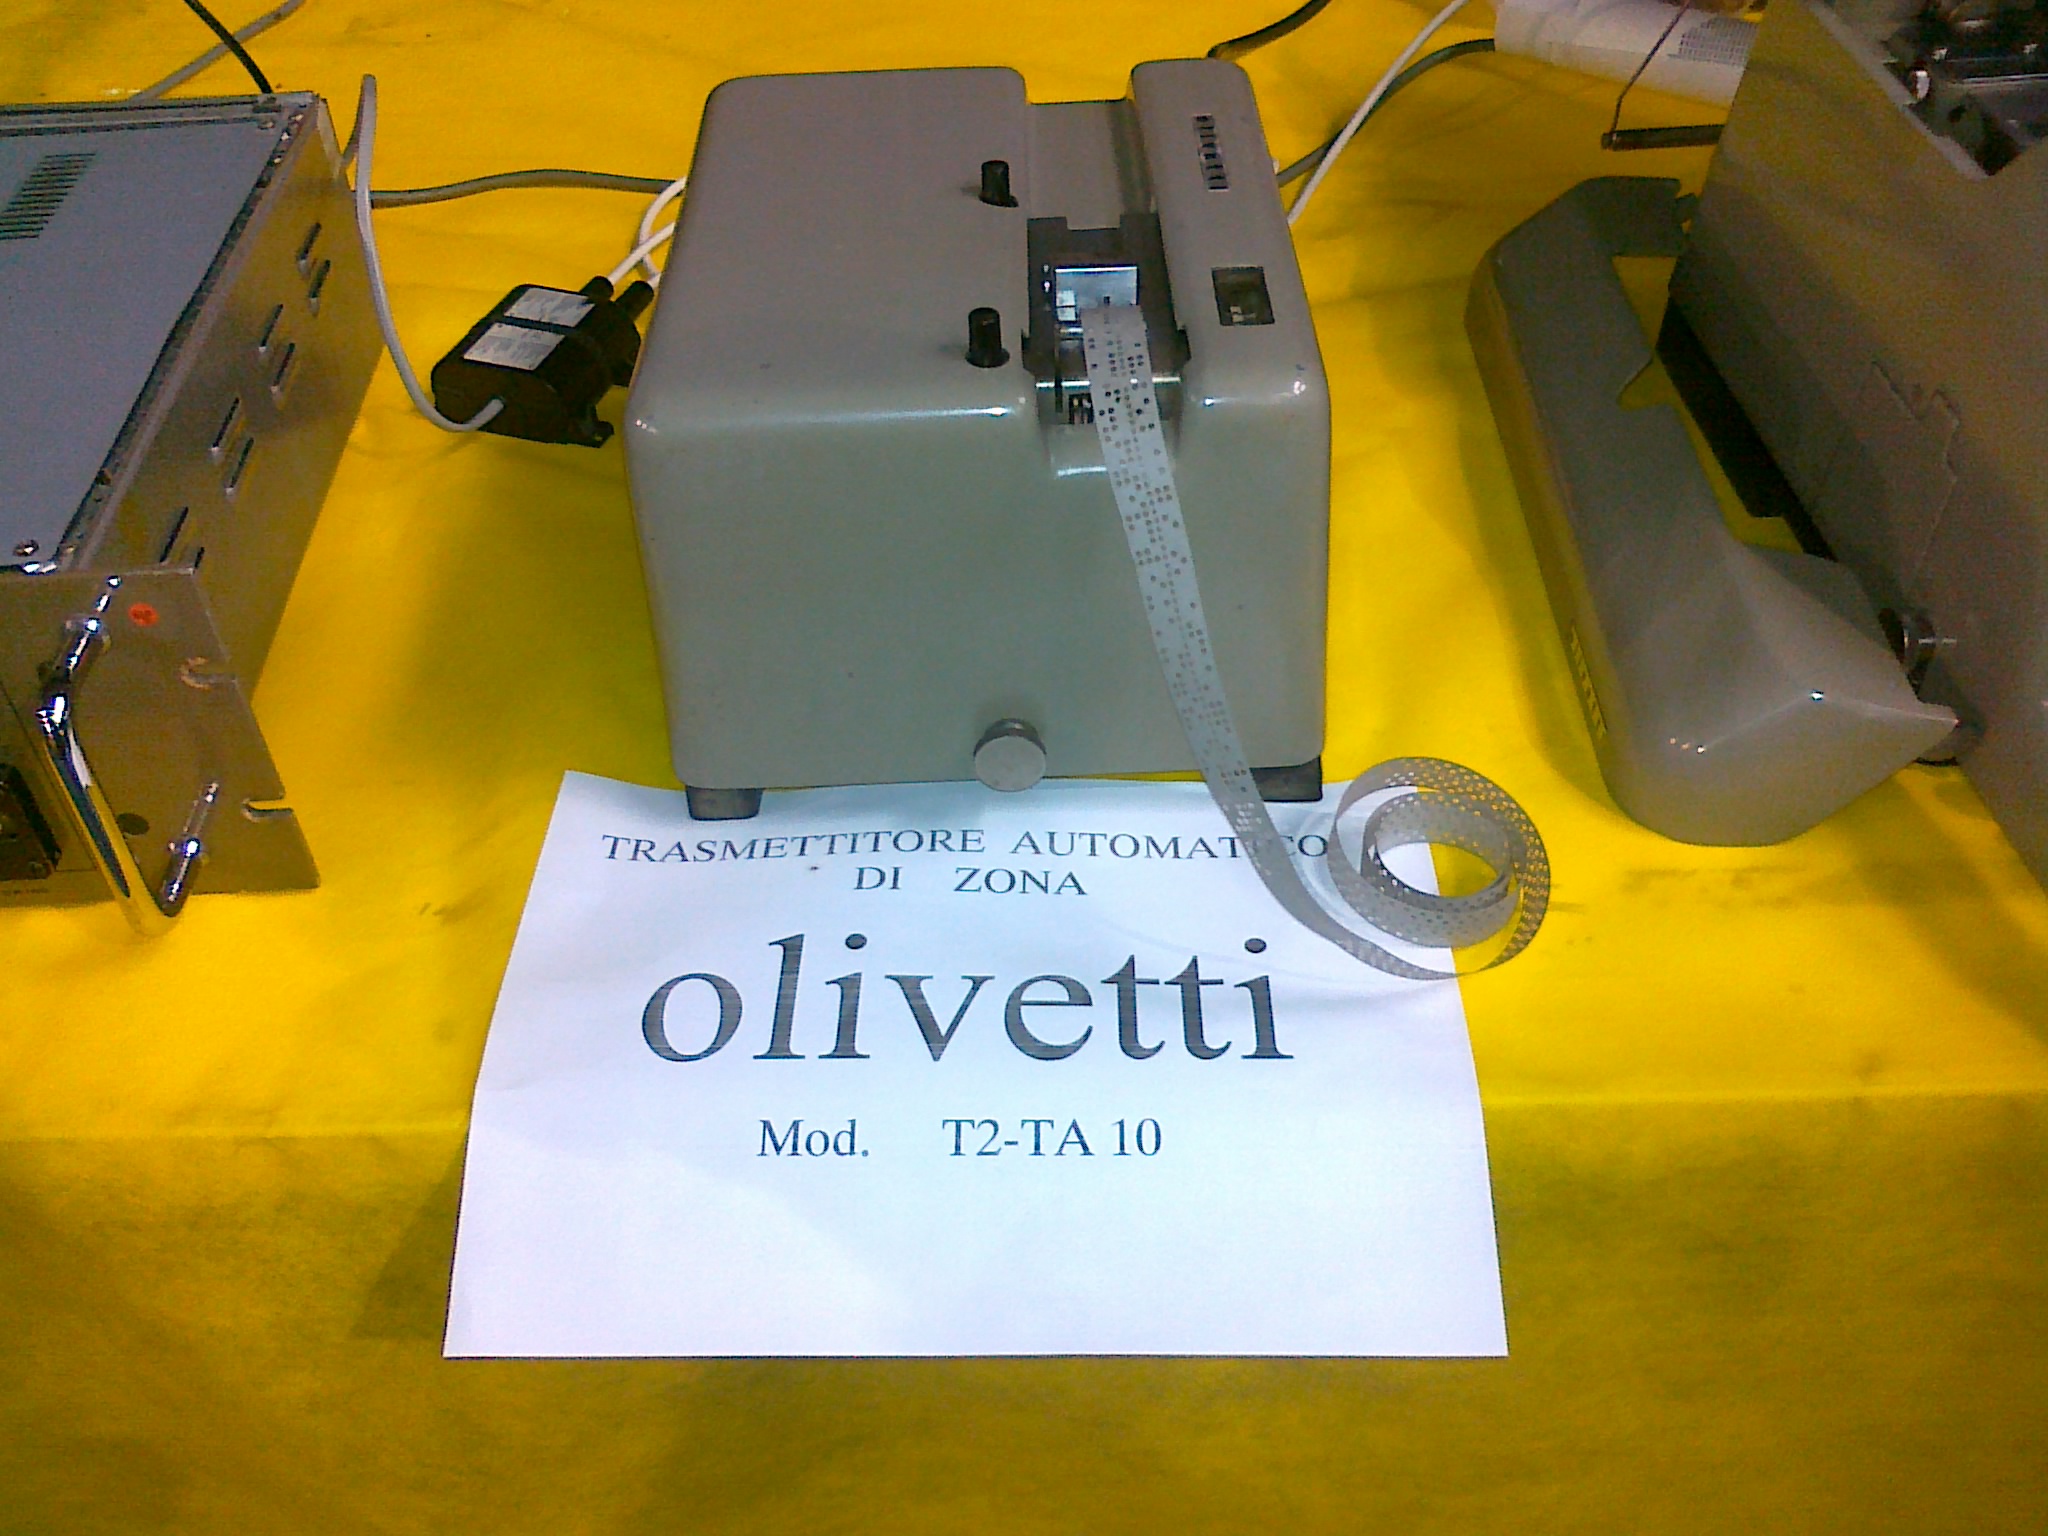 TRASMETTITORE AUTOMATICO
DI ZONA
olivetti
Mod. T2-TA 10